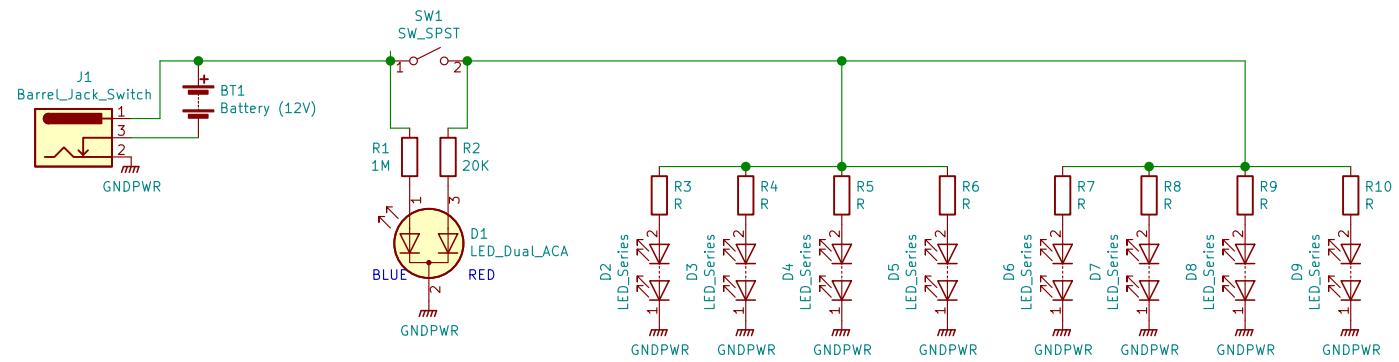 SW1
SW_SPST
1
2
J1
Barrel_Jack_Switch
1
3
2
GNDPWR
+
BT1
Battery (12V)
R1
1M
R2
20K
1
3
D1
LED_Dual_ACA
BLUE
RED
2
GNDPWR
R3
R
R4
R
R5
R
R6
R
R7
R
R8
R
R9
R
R10
R
2
D2
LED_Series
1
GNDPWR
2
D3
LED_Series
1
GNDPWR
2
D4
LED_Series
1
GNDPWR
2
D5
LED_Series
1
GNDPWR
2
D6
LED_Series
1
GNDPWR
2
D7
LED_Series
1
GNDPWR
2
D8
LED_Series
1
GNDPWR
2
D9
LED_Series
1
GNDPWR